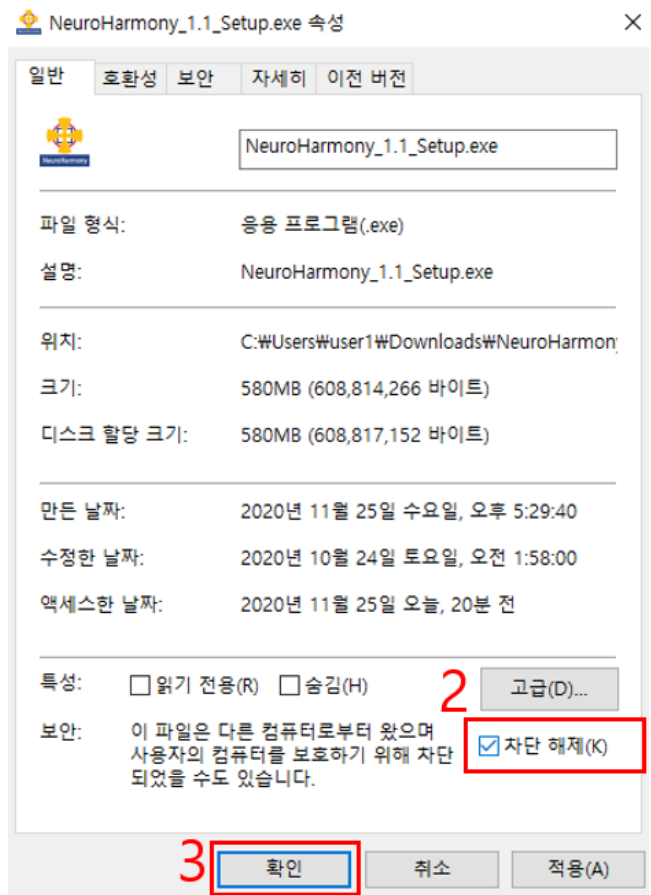 NeuroHarmony_1.1_Setup.exe 속성
일반 호환성 보안 자세히 이전 버전
NeuroHarmony
NeuroHarmony_1.1_Setup.exe
파일 형식: 응용 프로그램(.exe)
설명: NeuroHarmony_1.1_Setup.exe
위치: C:₩Users₩user1₩Downloads₩NeuroHarmon
크기: 580MB (608,814,266 바이트)
디스크 할당 크기: 580MB (608,817,152 바이트)
만든 날짜: 2020년 11월 25일 수요일, 오후 5:29:40
수정한 날짜: 2020년 10월 24일 토요일, 오전 1:58:00
액세스한 날짜: 2020년 11월 25일 오늘, 20분 전
특성: 읽기 전용(R) 숨김(H) 2 고급(D)...
보안: 이 파일은 다른 컴퓨터로부터 왔으며
사용자의 컴퓨터를 보호하기 위해 차단
되었을 수도 있습니다.
차단 해제(K)
3 확인 취소 적용(A)